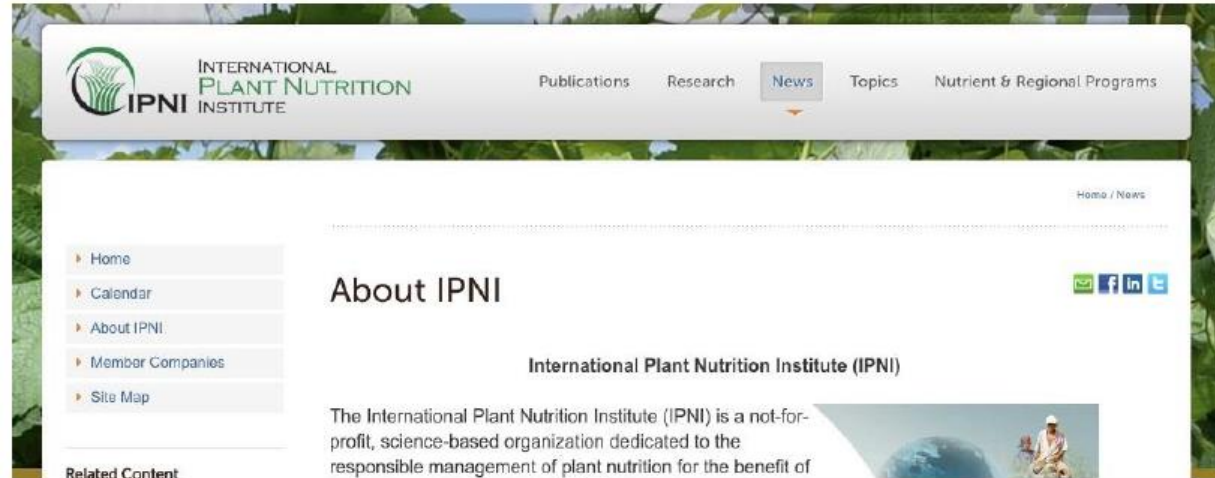 INTERNATIONAL
PLANT NUTRITION
IPNI INSTITUTE
Publications Research News Topics Nutrient & Regional Programs
Home / News
Home
Calendar
About IPNI
Member Companies
Site Map
Related Content
About IPNI
International Plant Nutrition Institute (IPNI)
The International Plant Nutrition Institute (IPNI) is a not-for-
profit, science-based organization dedicated to the
responsible management of plant nutrition for the benefit of